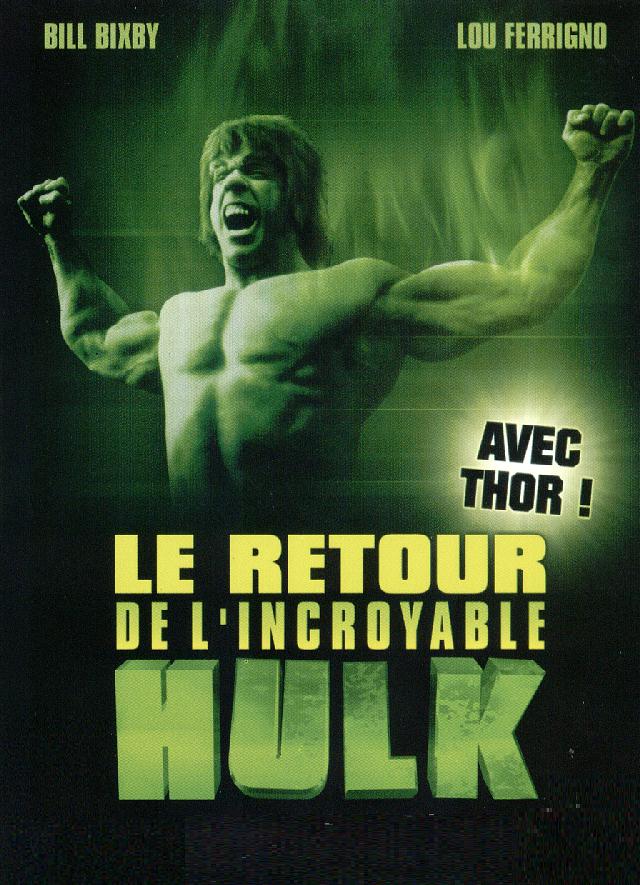 BILL BIXBY
LOU FERRIGNO
AVEC
THOR !
LE RETOUR
DE L'INCROYABLE
HULK